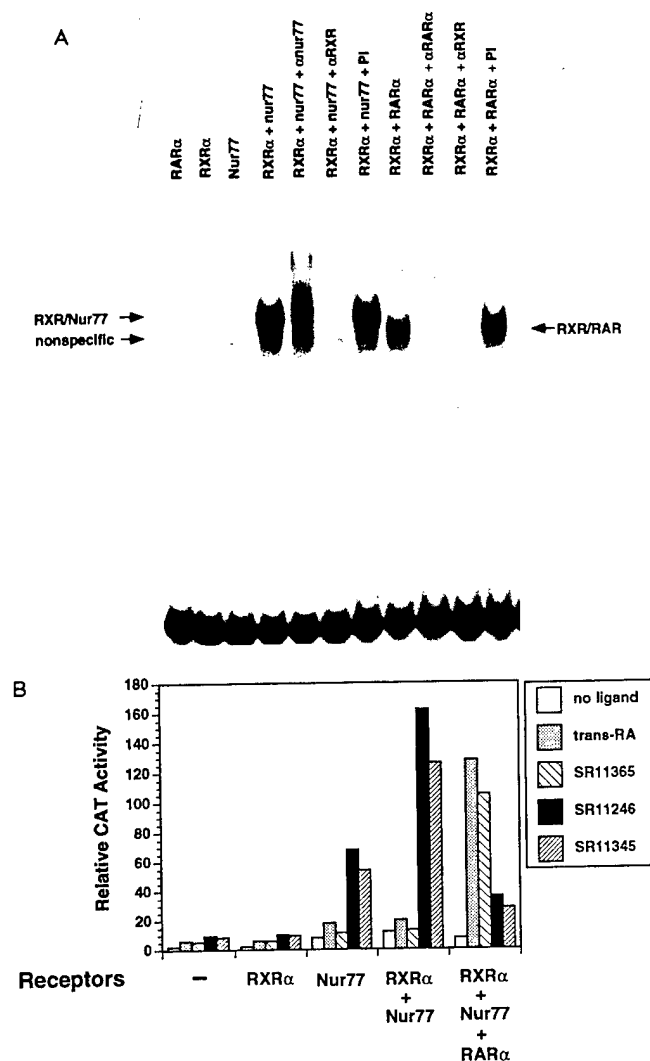 A
RARα
RXRα
Nur77
RXRα + nur77
RXRα + nur77 + αnur77
RXRα + nur77 + αRXR
RXRα + nur77 + PI
RXRα + RARα
RXRα + RARα + αRARα
RXRα + RARα + αRXR
RXRα + RARα + PI
RXR/Nur77
nonspecific
RXR/RAR
B
180
160
140
120
100
80
60
40
20
0
Relative CAT Activity
no ligand
trans-RA
SR11365
SR11246
SR11345
Receptors
–
RXRα
Nur77
RXRα
+
Nur77
RXRα
+
Nur77
+
RARα